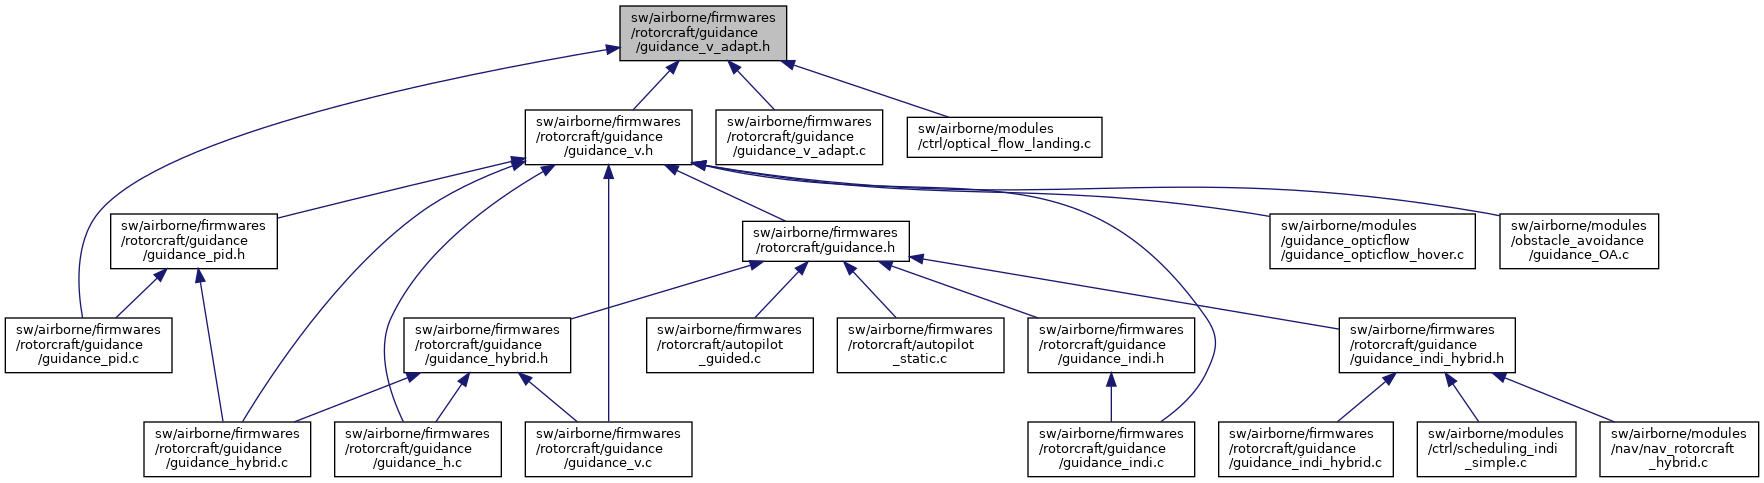 sw/airborne/firmwares
/rotorcraft/guidance
/guidance_v_adapt.h
sw/airborne/firmwares
/rotorcraft/guidance
/guidance_v.h
sw/airborne/firmwares
/rotorcraft/guidance
/guidance_v_adapt.c
sw/airborne/modules
/ctrl/optical_flow_landing.c
sw/airborne/firmwares
/rotorcraft/guidance
/guidance_pid.h
sw/airborne/firmwares
/rotorcraft/guidance.h
sw/airborne/modules
/guidance_opticflow
/guidance_opticflow_hover.c
sw/airborne/modules
/obstacle_avoidance
/guidance_OA.c
sw/airborne/firmwares
/rotorcraft/guidance
/guidance_pid.c
sw/airborne/firmwares
/rotorcraft/guidance
/guidance_hybrid.h
sw/airborne/firmwares
/rotorcraft/autopilot
_guided.c
sw/airborne/firmwares
/rotorcraft/autopilot
_static.c
sw/airborne/firmwares
/rotorcraft/guidance
/guidance_indi.h
sw/airborne/firmwares
/rotorcraft/guidance
/guidance_indi_hybrid.h
sw/airborne/firmwares
/rotorcraft/guidance
/guidance_hybrid.c
sw/airborne/firmwares
/rotorcraft/guidance
/guidance_h.c
sw/airborne/firmwares
/rotorcraft/guidance
/guidance_v.c
sw/airborne/firmwares
/rotorcraft/guidance
/guidance_indi.c
sw/airborne/firmwares
/rotorcraft/guidance
/guidance_indi_hybrid.c
sw/airborne/modules
/ctrl/scheduling_indi
_simple.c
sw/airborne/modules
/nav/nav_rotorcraft
_hybrid.c